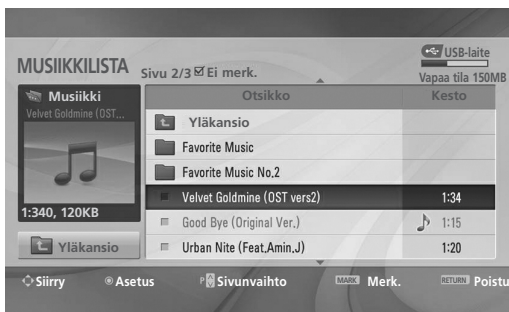 USB-laite
MUSIIKKILISTA Sivu 2/3 Ei merk.
Vapaa tila 150MB
Musiikki
Velvet Goldmine (OST...
1:340, 120KB
Yläkansio
Otsikko Kesto
Yläkansio
Favorite Music
Favorite Music No.2
Velvet Goldmine (OST vers2) 1:34
Good Bye (Original Ver.) 1:15
Urban Nite (Feat.Amin.J) 1:20
Siirry Asetus P Sivunvaihto MARK Merk. RETURN Poistu